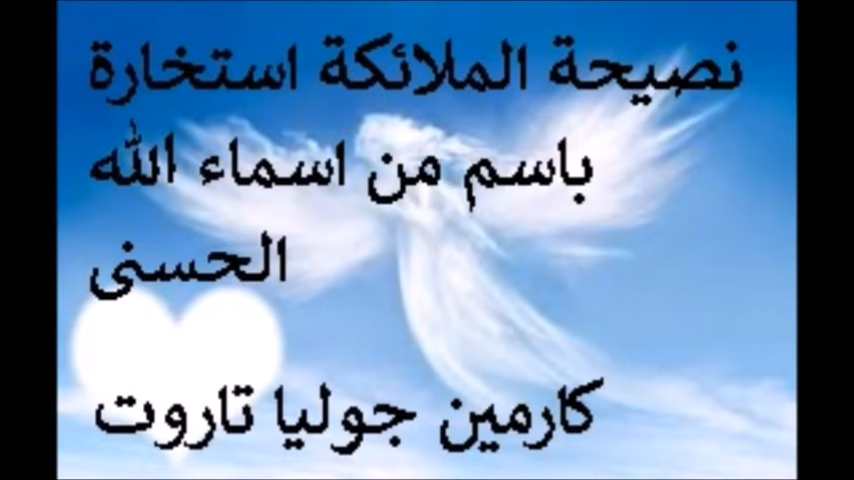 نصيحة الملائكة استخارة
باسم من اسماء الله
الحسنى
كارمين جوليا تاروت